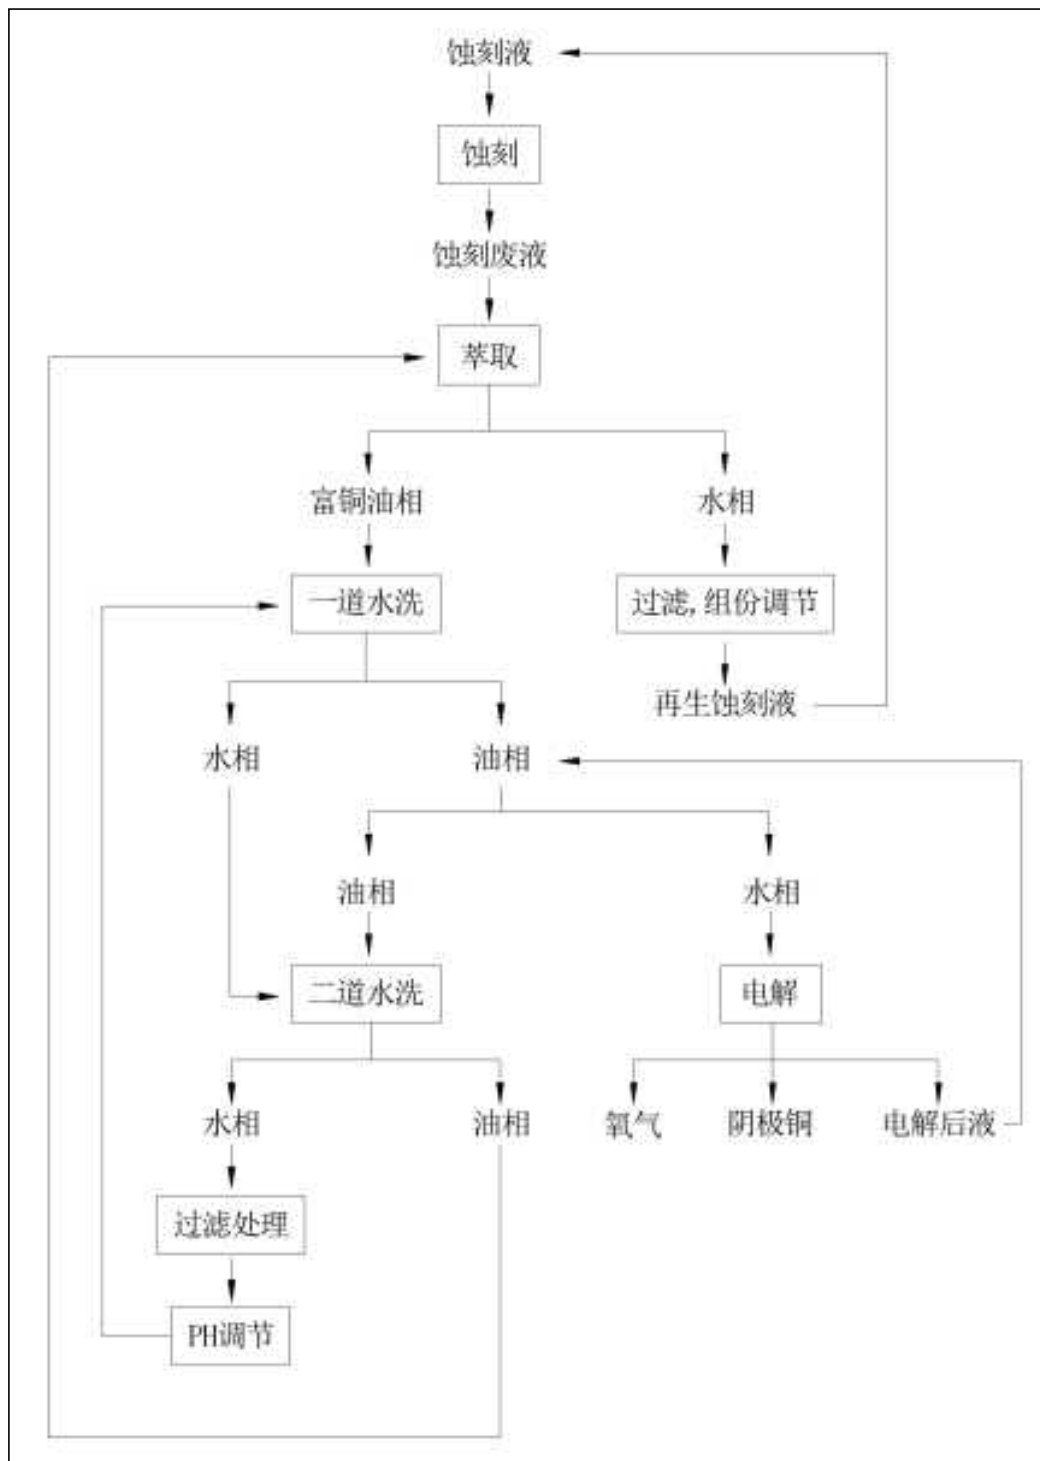 蚀刻液
蚀刻
蚀刻废液
萃取
富铜油相
水相
一道水洗
过滤,组份调节
再生蚀刻液
水相
油相
油相
水相
二道水洗
电解
水相
油相
氧气
阴极铜
电解后液
过滤处理
PH调节